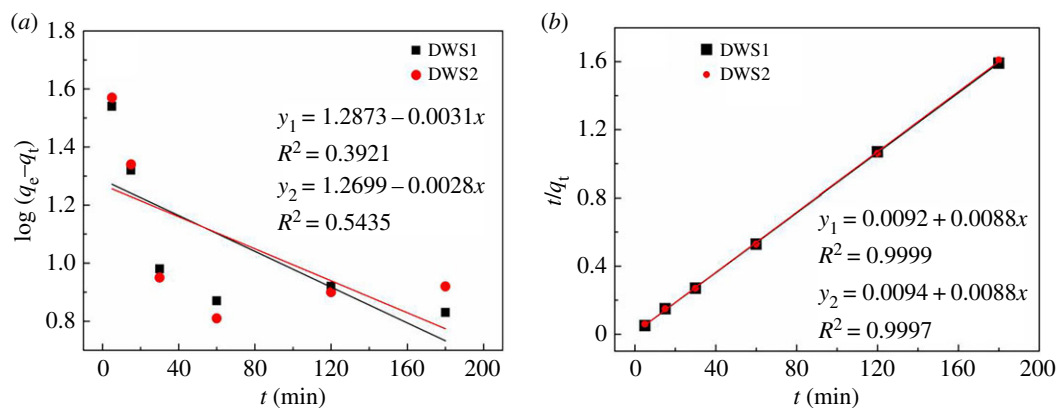 (a)
1.8
1.6
1.4
1.2
1.0
0.8
log (qe–qt)
DWS1
DWS2
y1 = 1.2873 – 0.0031x
R2 = 0.3921
y2 = 1.2699 – 0.0028x
R2 = 0.5435
0 40 80 120 160 200
t (min)
(b)
1.6
1.2
0.8
0.4
0
t/qt
DWS1
DWS2
y1 = 0.0092 + 0.0088x
R2 = 0.9999
y2 = 0.0094 + 0.0088x
R2 = 0.9997
0 40 80 120 160 200
t (min)